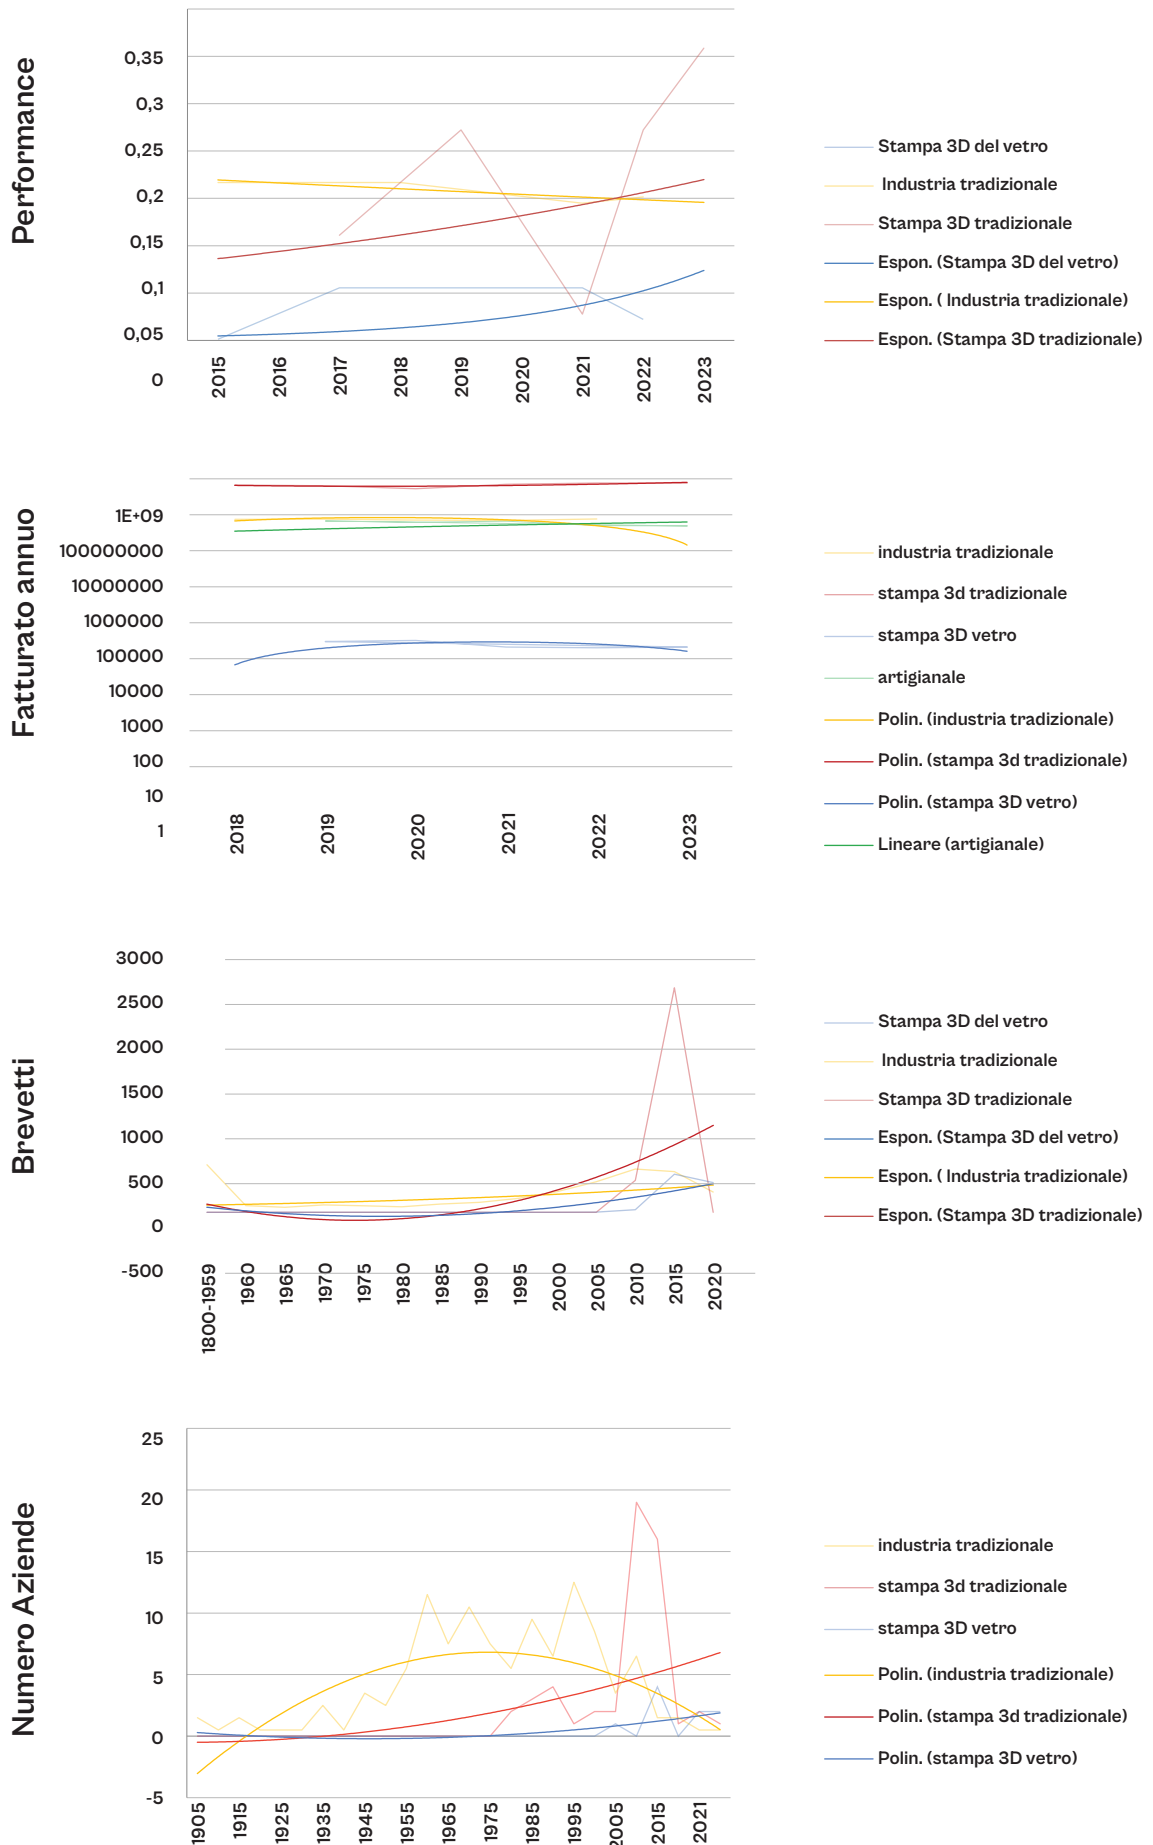 Performance
0,35
0,3
0,25
0,2
0,15
0,1
0,05
0
2015
2016
2017
2018
2019
2020
2021
2022
2023
Stampa 3D del vetro
Industria tradizionale
Stampa 3D tradizionale
Espon. (Stampa 3D del vetro)
Espon. ( Industria tradizionale)
Espon. (Stampa 3D tradizionale)
Fatturato annuo
1E+09
100000000
10000000
1000000
100000
10000
1000
100
10
1
2018
2019
2020
2021
2022
2023
industria tradizionale
stampa 3d tradizionale
stampa 3D vetro
artigianale
Polin. (industria tradizionale)
Polin. (stampa 3d tradizionale)
Polin. (stampa 3D vetro)
Lineare (artigianale)
Brevetti
3000
2500
2000
1500
1000
500
0
-500
1800-1959
1960
1965
1970
1975
1980
1985
1990
1995
2000
2005
2010
2015
2020
Stampa 3D del vetro
Industria tradizionale
Stampa 3D tradizionale
Espon. (Stampa 3D del vetro)
Espon. ( Industria tradizionale)
Espon. (Stampa 3D tradizionale)
Numero Aziende
25
20
15
10
5
0
-5
1905
1915
1925
1935
1945
1955
1965
1975
1985
1995
2005
2015
2021
industria tradizionale
stampa 3d tradizionale
stampa 3D vetro
Polin. (industria tradizionale)
Polin. (stampa 3d tradizionale)
Polin. (stampa 3D vetro)